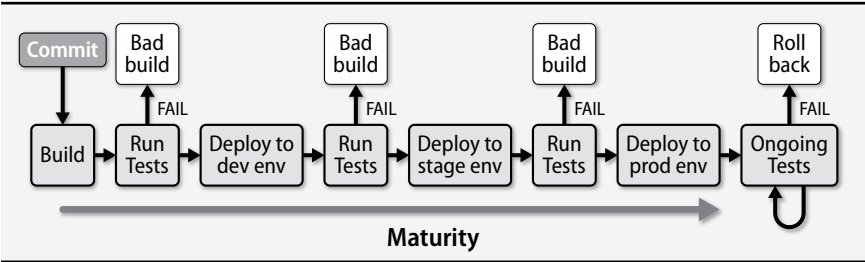 Commit
Bad
build
Bad
build
Bad
build
Roll
back
FAIL
FAIL
FAIL
FAIL
Build
Run
Tests
Deploy to
dev env
Run
Tests
Deploy to
stage env
Run
Tests
Deploy to
prod env
Ongoing
Tests
Maturity